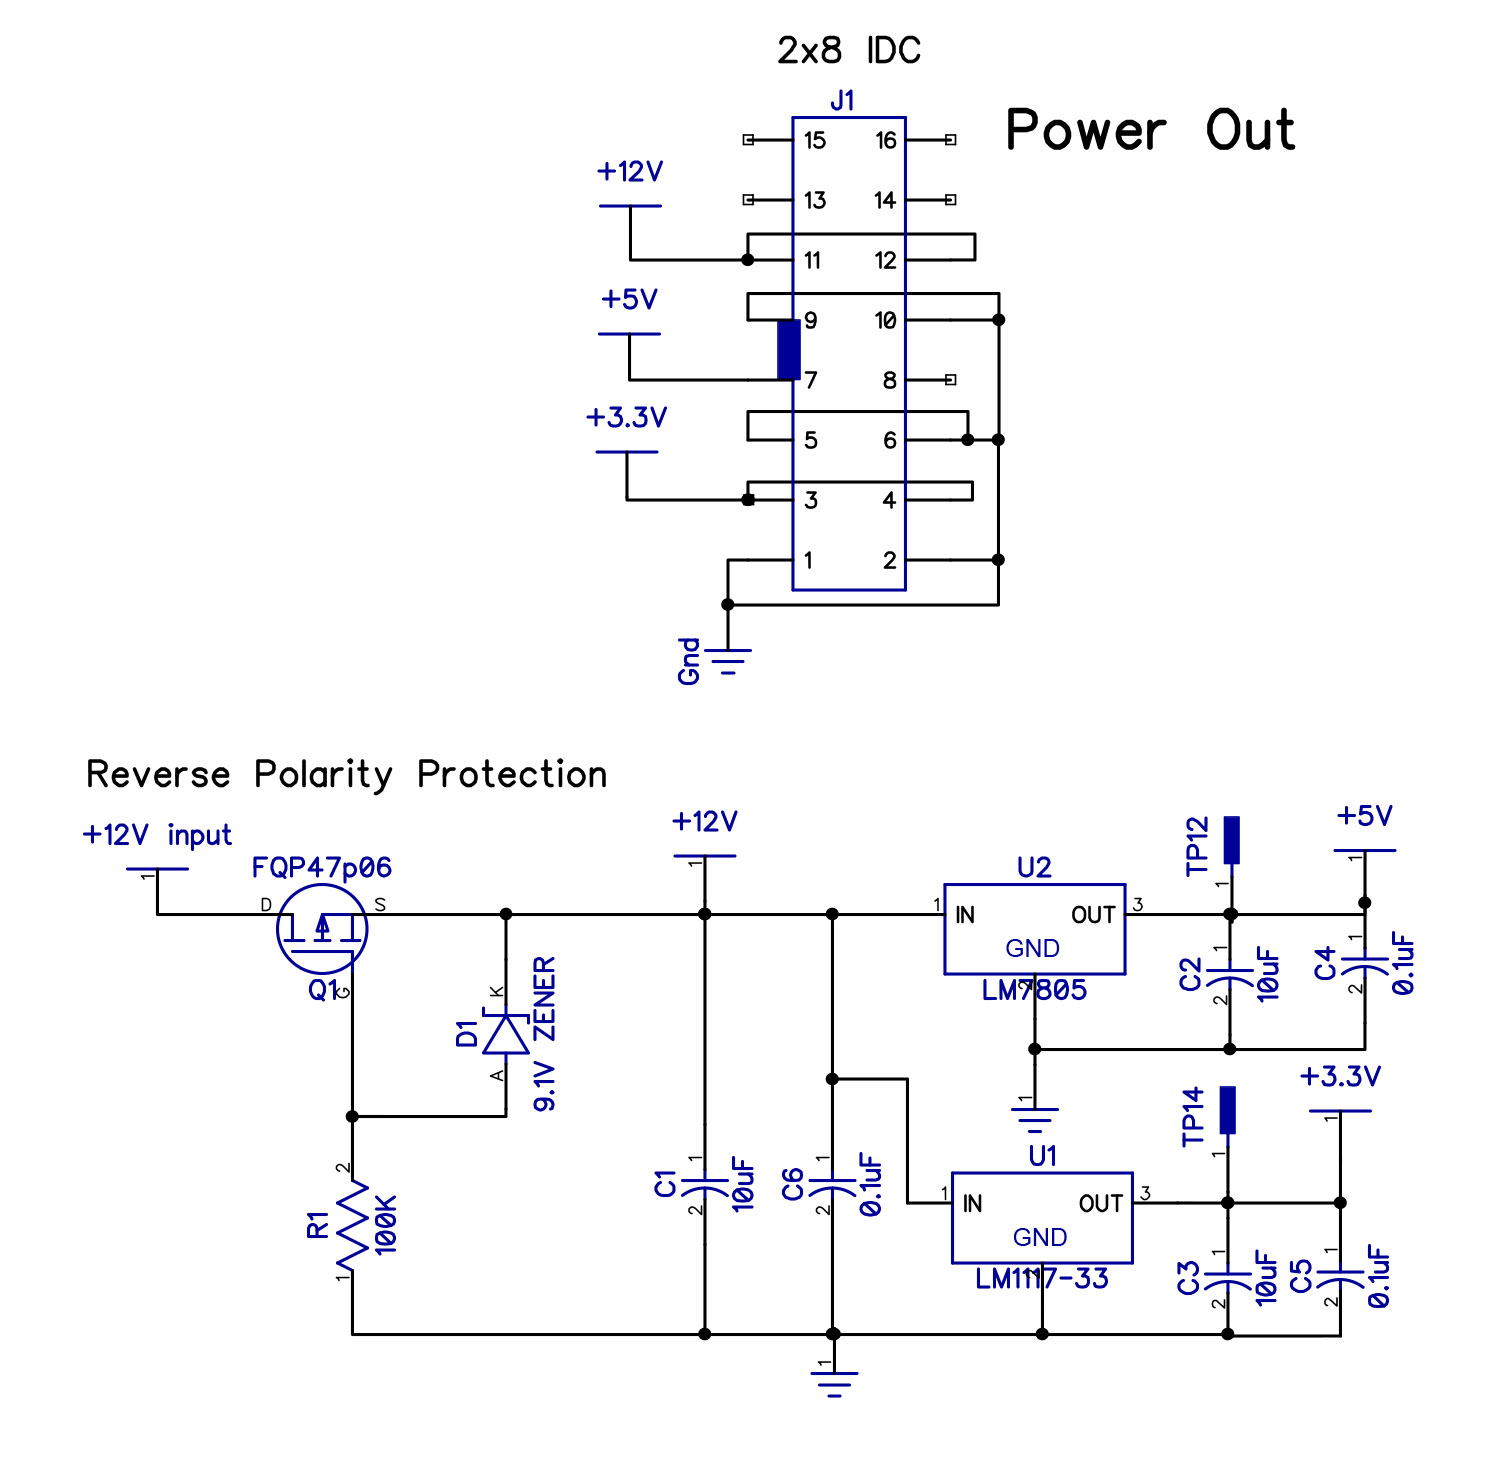 2x8 IDC
J1
Power Out
15 16
+12V
13 14
11 12
+5V
9 10
7 8
+3.3V
5 6
3 4
1 2
Gnd
Reverse Polarity Protection
+12V input
1
FQP47p06
D S
Q1
G
K
D1
A
9.1V ZENER
2
R1
100K
1
+12V
1
1
C1
10uF
2
1
C6
0.1uF
2
1
U2
1 IN OUT 3
GND
2
LM7805
1
TP12
1
1
C2
10uF
2
+5V
1
1
C4
0.1uF
2
U1
1 IN OUT 3
GND
2
LM1117-33
TP14
1
1
C3
10uF
2
+3.3V
1
1
C5
0.1uF
2